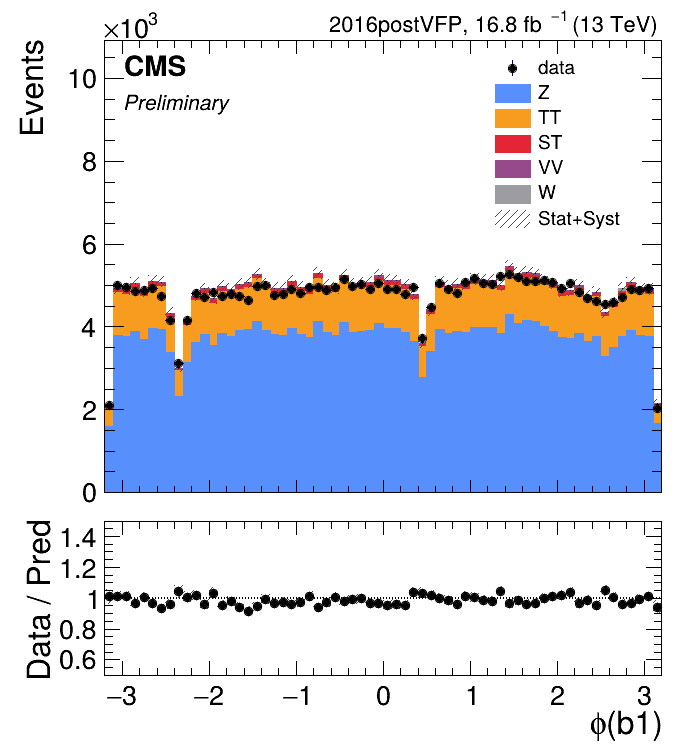 ×10³
2016postVFP, 16.8 fb ⁻¹ (13 TeV)
Events
CMS
Preliminary
data
Z
TT
ST
VV
W
Stat+Syst
10
8
6
4
2
0
Data / Pred
1.4
1.2
1
0.8
0.6
−3 −2 −1 0 1 2 3
ϕ(b1)